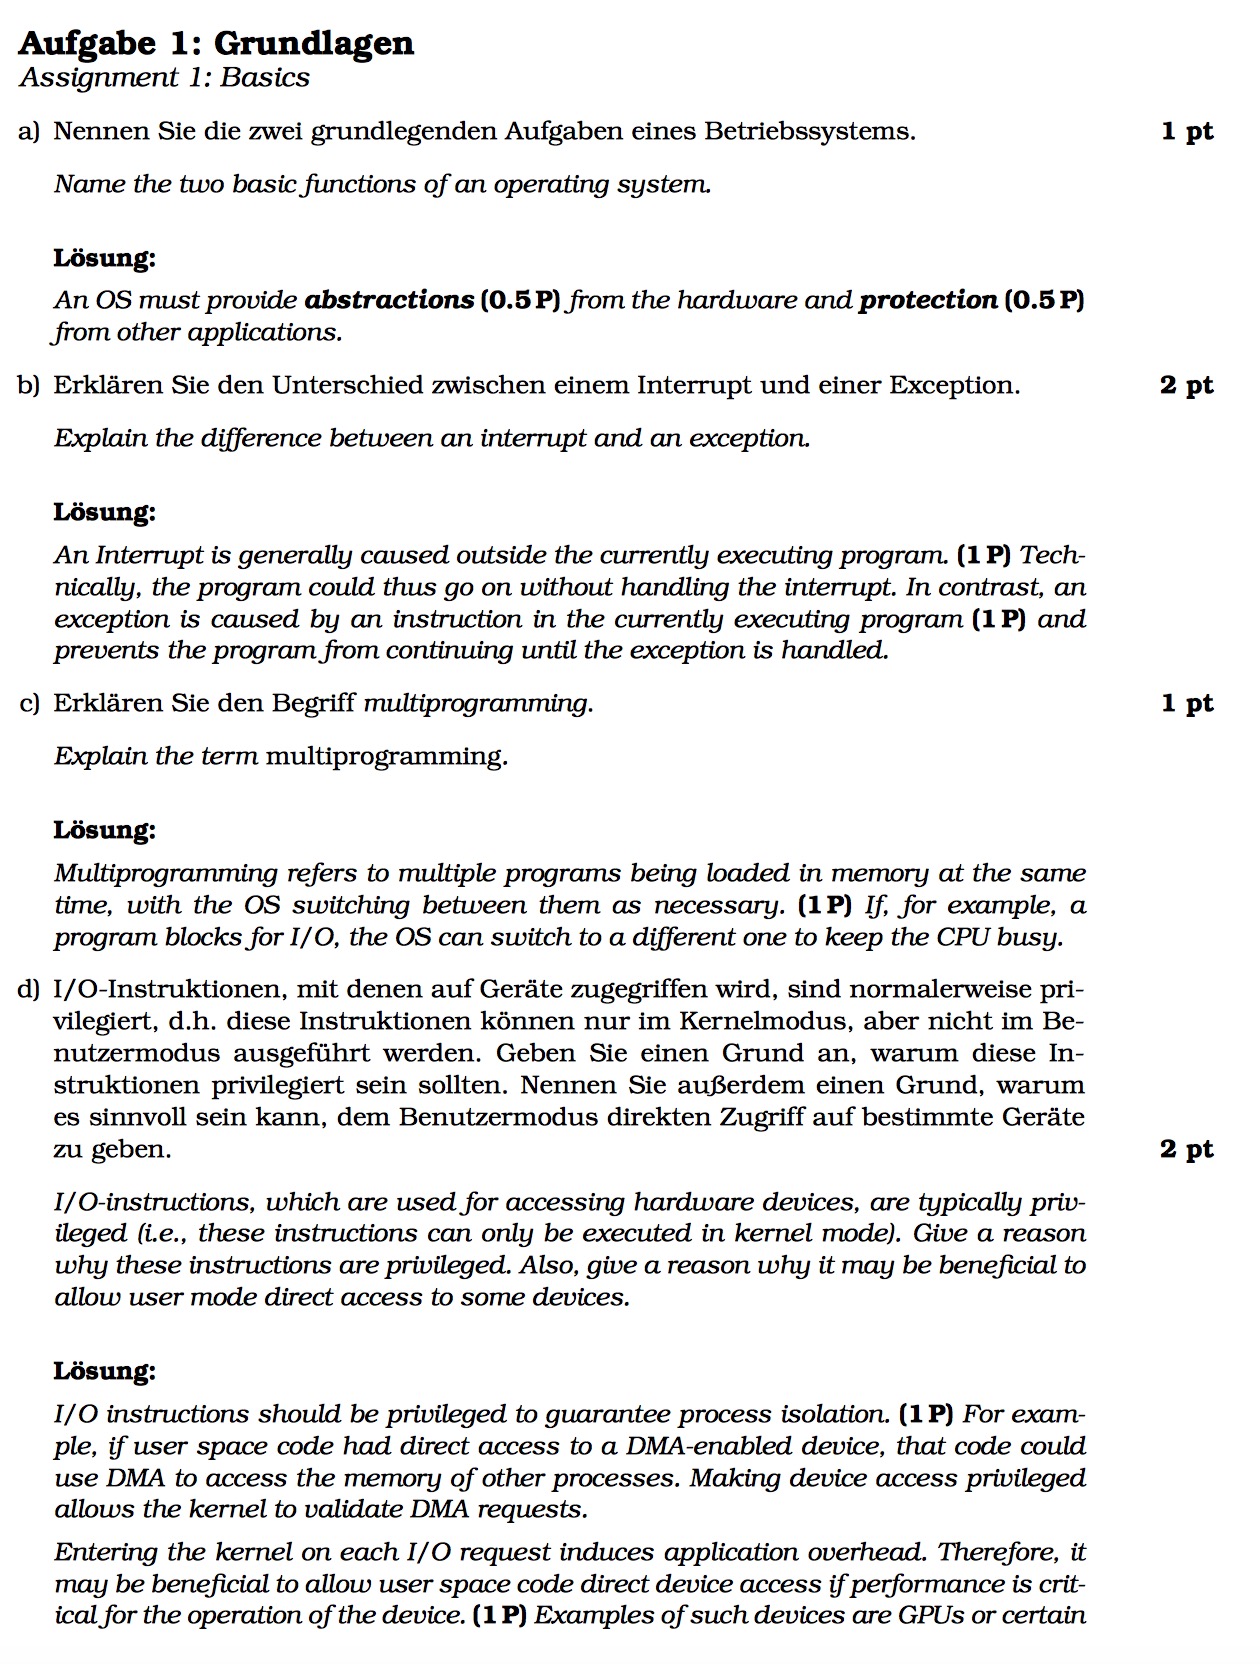 Aufgabe 1: Grundlagen
Assignment 1: Basics
a) Nennen Sie die zwei grundlegenden Aufgaben eines Betriebssystems. 1 pt
Name the two basic functions of an operating system.
Lösung:
An OS must provide abstractions (0.5 P) from the hardware and protection (0.5 P)
from other applications.
b) Erklären Sie den Unterschied zwischen einem Interrupt und einer Exception. 2 pt
Explain the difference between an interrupt and an exception.
Lösung:
An Interrupt is generally caused outside the currently executing program. (1 P) Tech-
nically, the program could thus go on without handling the interrupt. In contrast, an
exception is caused by an instruction in the currently executing program (1 P) and
prevents the program from continuing until the exception is handled.
c) Erklären Sie den Begriff multiprogramming. 1 pt
Explain the term multiprogramming.
Lösung:
Multiprogramming refers to multiple programs being loaded in memory at the same
time, with the OS switching between them as necessary. (1 P) If, for example, a
program blocks for I/O, the OS can switch to a different one to keep the CPU busy.
d) I/O-Instruktionen, mit denen auf Geräte zugegriffen wird, sind normalerweise pri-
vilegiert, d.h. diese Instruktionen können nur im Kernelmodus, aber nicht im Be-
nutzermodus ausgeführt werden. Geben Sie einen Grund an, warum diese In-
struktionen privilegiert sein sollten. Nennen Sie außerdem einen Grund, warum
es sinnvoll sein kann, dem Benutzermodus direkten Zugriff auf bestimmte Geräte
zu geben. 2 pt
I/O-instructions, which are used for accessing hardware devices, are typically priv-
ileged (i.e., these instructions can only be executed in kernel mode). Give a reason
why these instructions are privileged. Also, give a reason why it may be beneficial to
allow user mode direct access to some devices.
Lösung:
I/O instructions should be privileged to guarantee process isolation. (1 P) For exam-
ple, if user space code had direct access to a DMA-enabled device, that code could
use DMA to access the memory of other processes. Making device access privileged
allows the kernel to validate DMA requests.
Entering the kernel on each I/O request induces application overhead. Therefore, it
may be beneficial to allow user space code direct device access if performance is crit-
ical for the operation of the device. (1 P) Examples of such devices are GPUs or certain